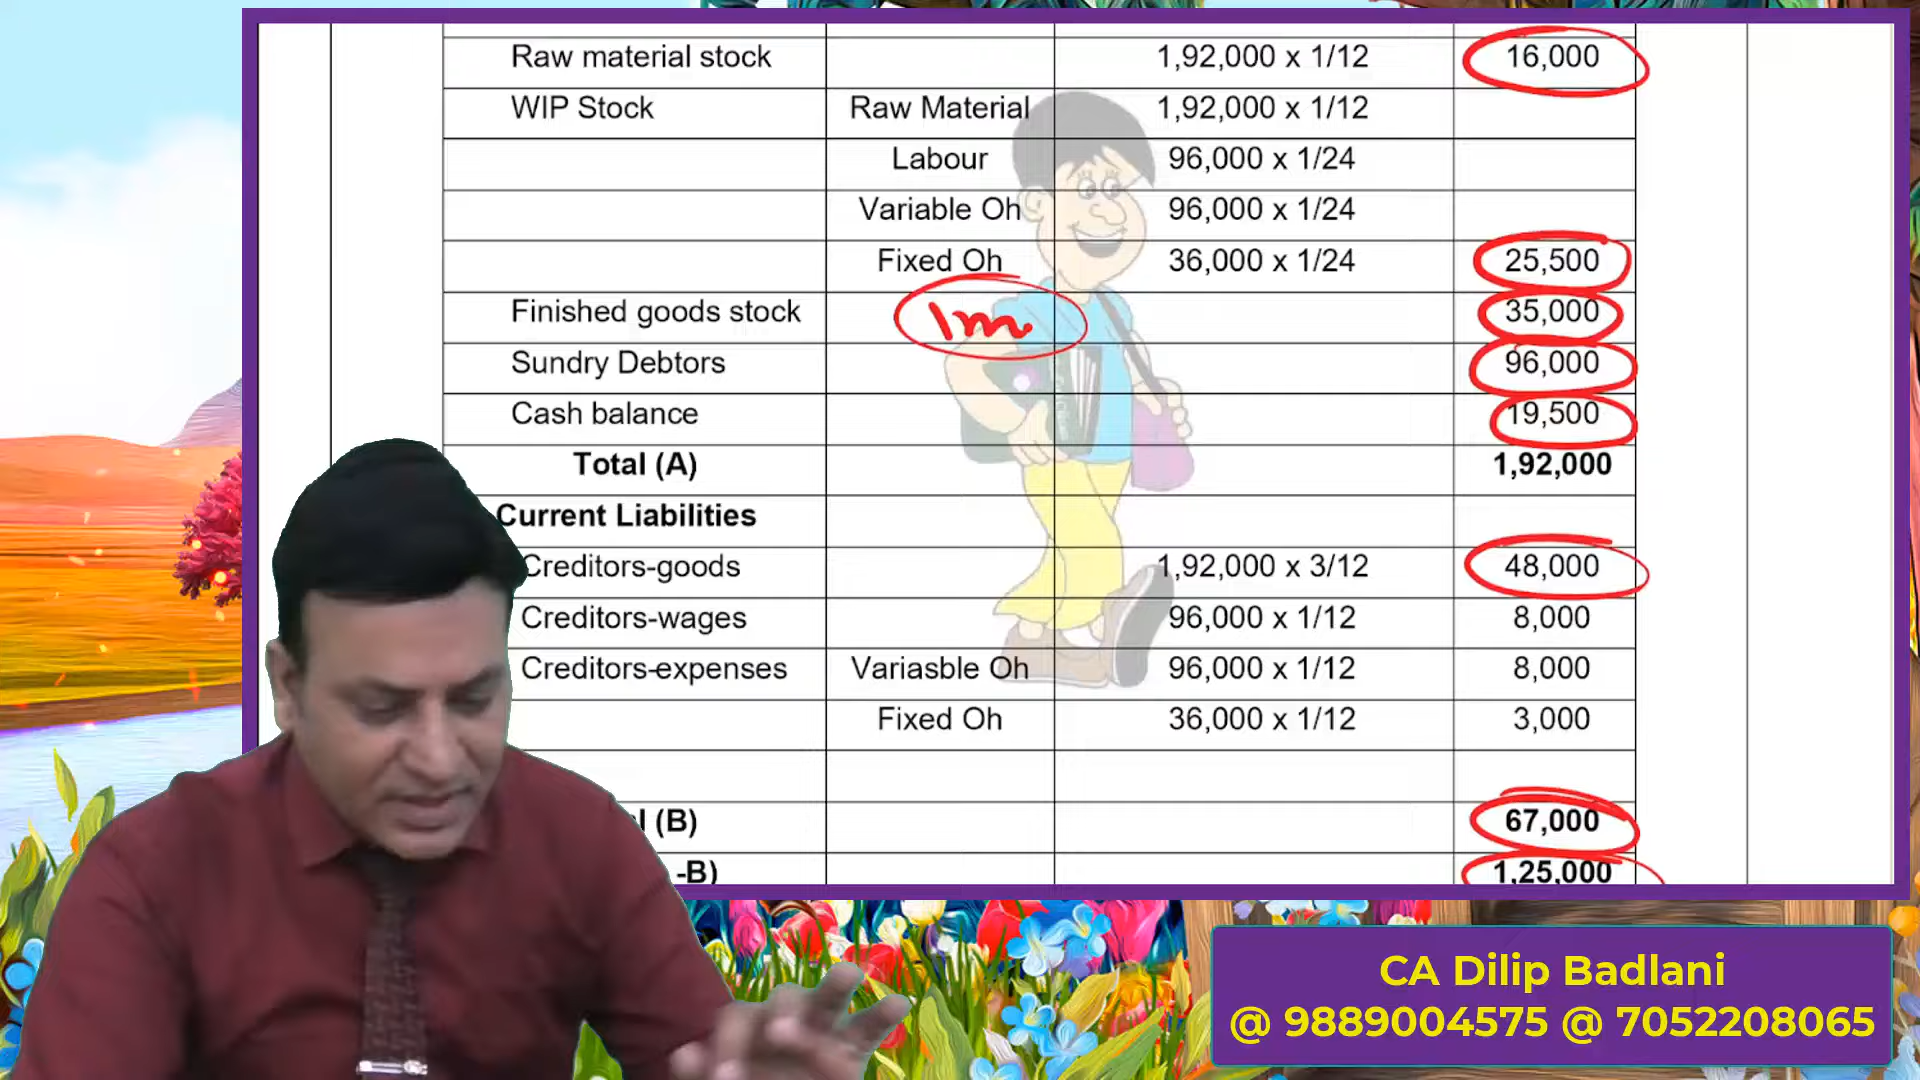 Raw material stock 1,92,000 x 1/12 16,000
WIP Stock Raw Material 1,92,000 x 1/12
Labour 96,000 x 1/24
Variable Oh 96,000 x 1/24
Fixed Oh 36,000 x 1/24 25,500
Finished goods stock 1m 35,000
Sundry Debtors 96,000
Cash balance 19,500
Total (A) 1,92,000
Current Liabilities
Creditors-goods 1,92,000 x 3/12 48,000
Creditors-wages 96,000 x 1/12 8,000
Creditors-expenses Variasble Oh 96,000 x 1/12 8,000
Fixed Oh 36,000 x 1/12 3,000
(B) 67,000
-B) 1,25,000
CA Dilip Badlani
@ 9889004575 @ 7052208065